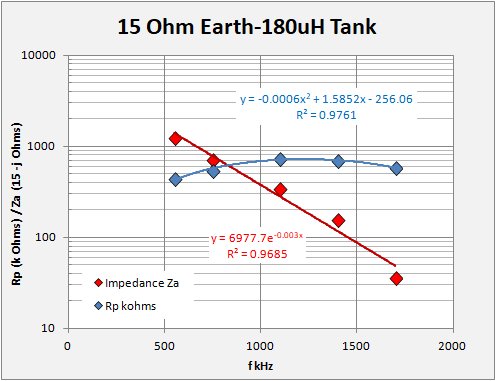 15 Ohm Earth-180uH Tank
10000
1000
100
10
Rp (k Ohms) / Za (15 - j Ohms)
y = -0.0006x² + 1.5852x - 256.06
R² = 0.9761
y = 6977.7e^-0.003x
R² = 0.9685
Impedance Za
Rp kohms
0 500 1000 1500 2000
f kHz